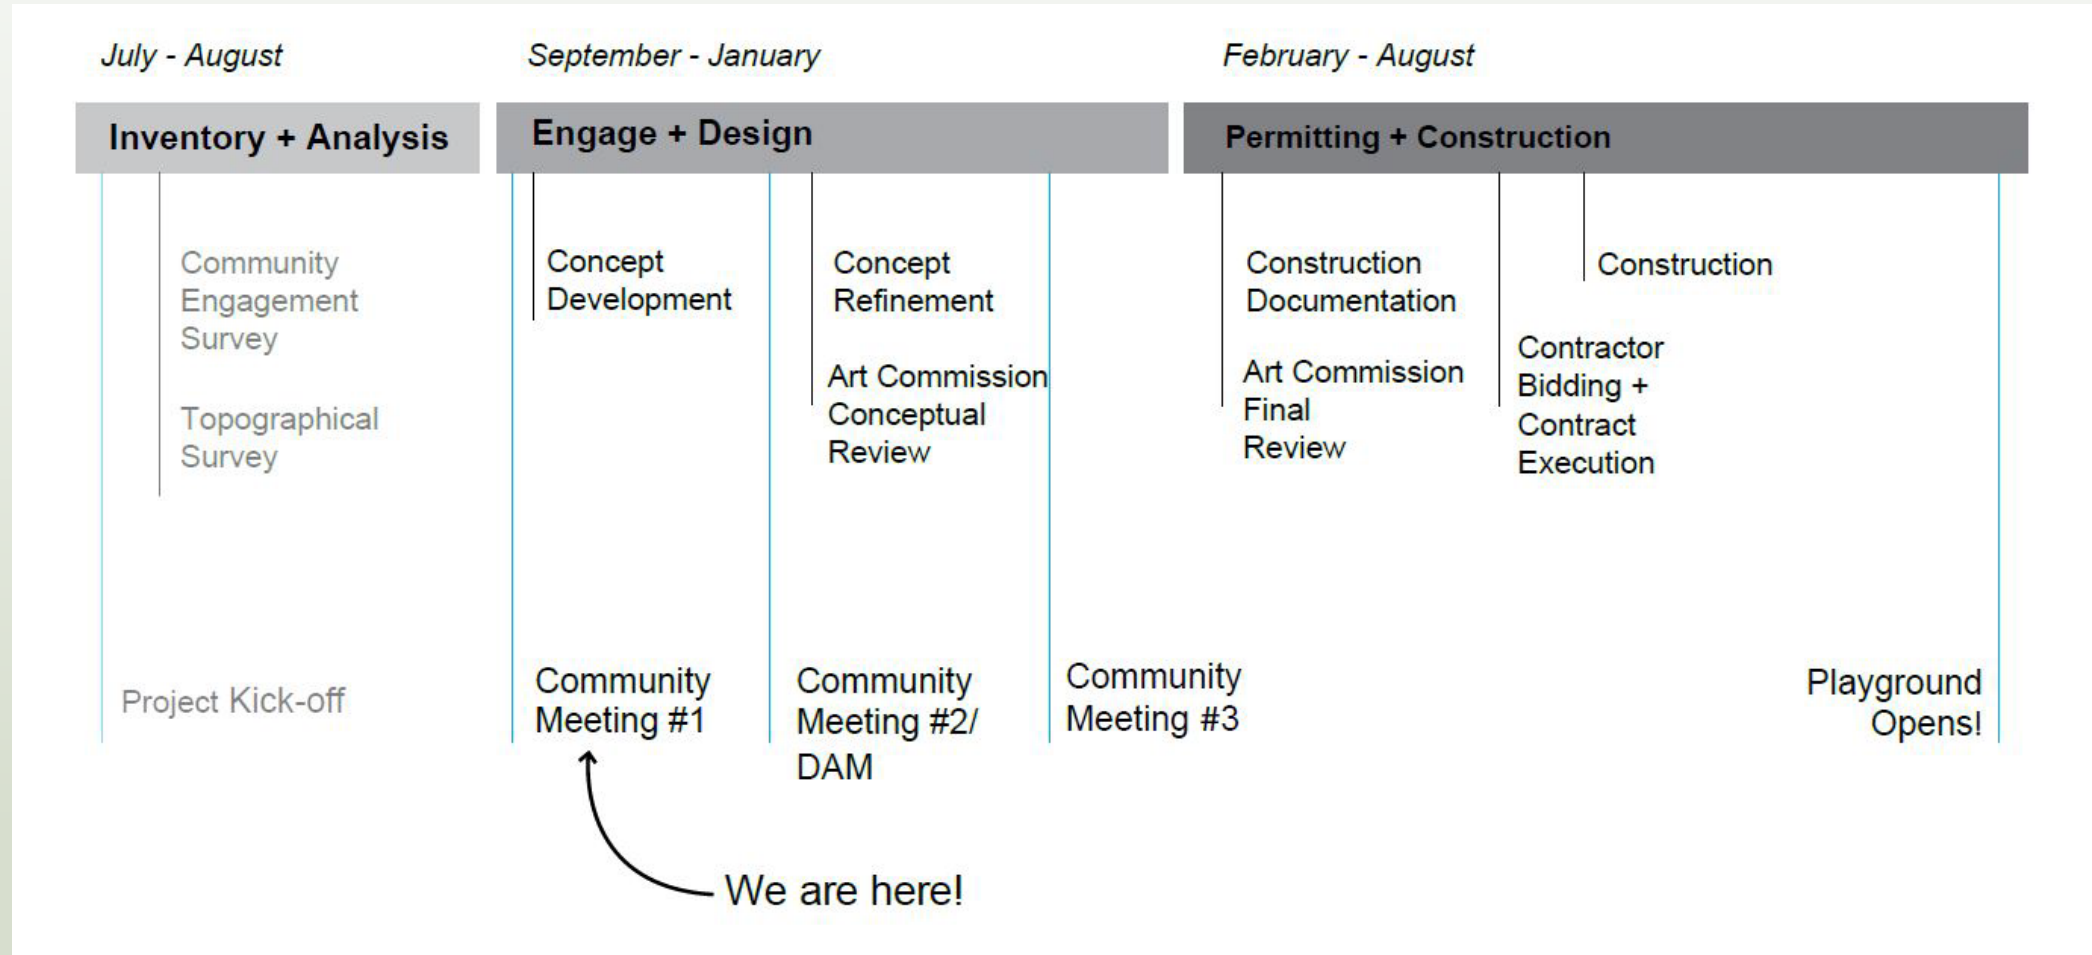 July - August
September - January
February - August
Inventory + Analysis
Engage + Design
Permitting + Construction
Community
Engagement
Survey
Topographical
Survey
Project Kick-off
Concept
Development
Concept
Refinement
Art Commission
Conceptual
Review
Community
Meeting #1
Community
Meeting #2/
DAM
Community
Meeting #3
Construction
Documentation
Art Commission
Final
Review
Contractor
Bidding +
Contract
Execution
Construction
Playground
Opens!
We are here!